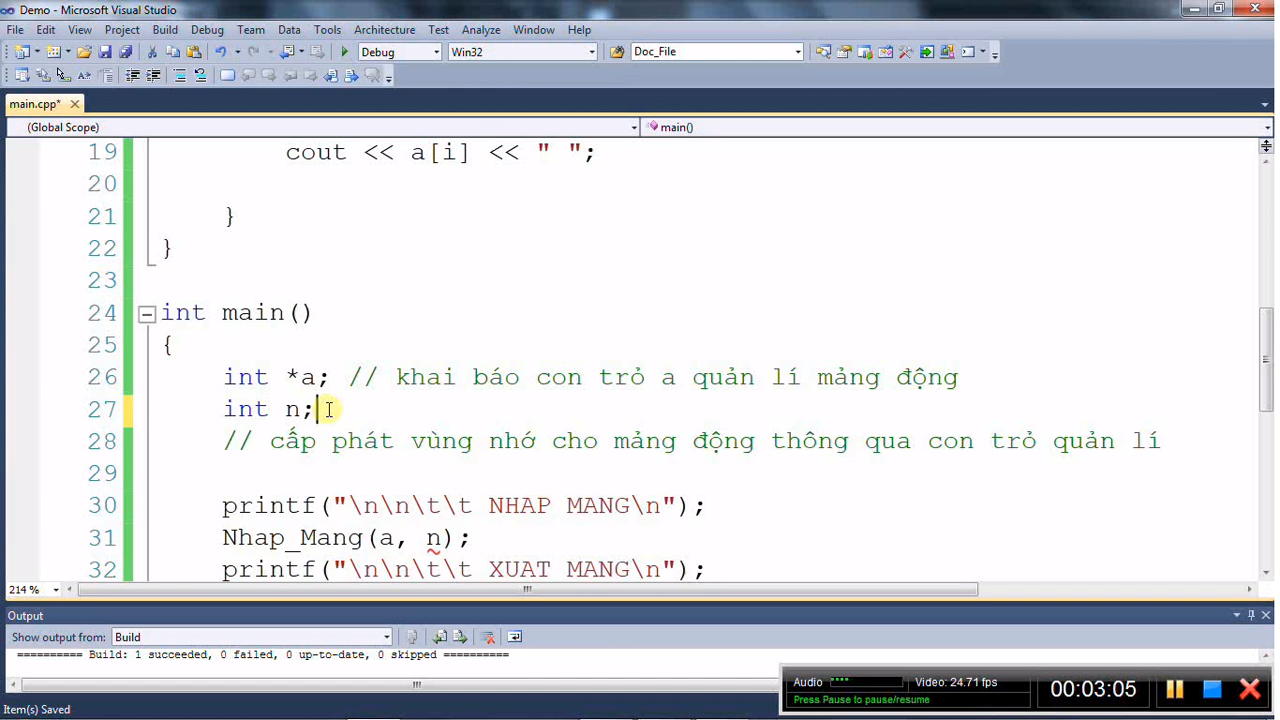 Demo - Microsoft Visual Studio
File Edit View Project Build Debug Team Data Tools Architecture Test Analyze Window Help
Debug Win32 Doc_File
main.cpp*
(Global Scope) main()
19 cout << a[i] << " ";
20
21 }
22 }
23
24 int main()
25 {
26 int *a; // khai báo con trỏ a quản lí mảng động
27 int n;
28 // cấp phát vùng nhớ cho mảng động thông qua con trỏ quản lí
29
30 printf("\n\n\t\t NHAP MANG\n");
31 Nhap_Mang(a, n);
32 printf("\n\n\t\t XUAT MANG\n");
214 %
Output
Show output from: Build
========== Build: 1 succeeded, 0 failed, 0 up-to-date, 0 skipped ==========
Audio Video: 24.71 fps
Press Pause to pause/resume
00:03:05
Item(s) Saved